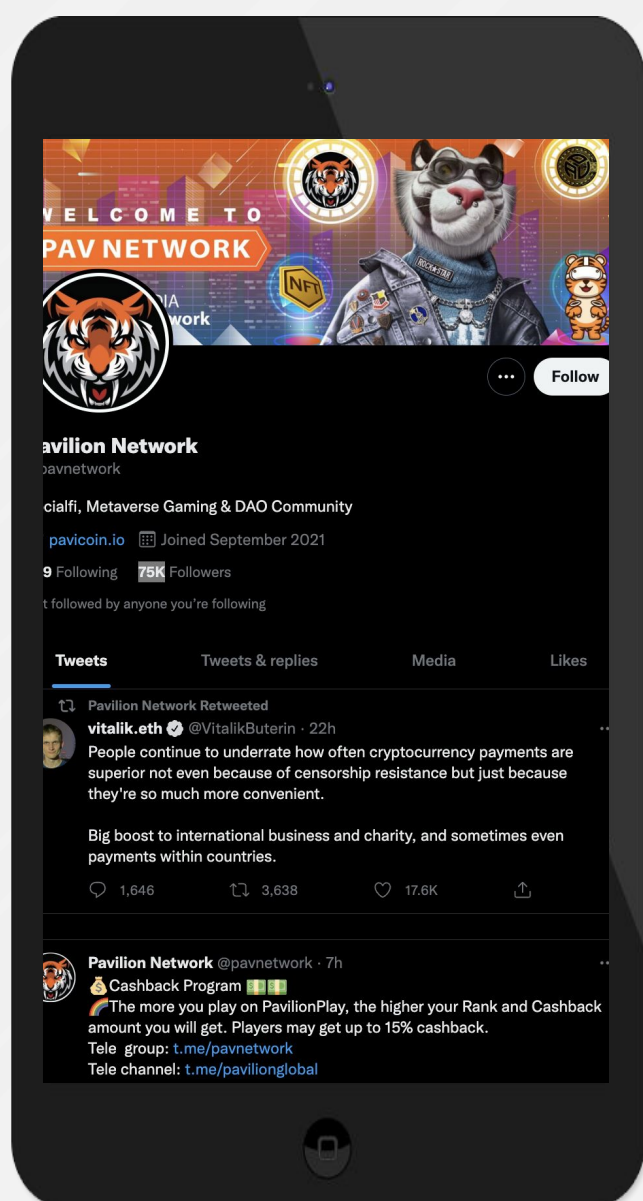 WELCOME TO
PAV NETWORK
NFT
ROCK★STAR
DIA
work
Follow
avilion Network
pavnetwork
cialfi, Metaverse Gaming & DAO Community
pavicoin.io Joined September 2021
9 Following 75K Followers
t followed by anyone you're following
Tweets Tweets & replies Media Likes
Pavilion Network Retweeted
vitalik.eth @VitalikButerin · 22h
People continue to underrate how often cryptocurrency payments are
superior not even because of censorship resistance but just because
they're so much more convenient.
Big boost to international business and charity, and sometimes even
payments within countries.
1,646 3,638 17.6K
Pavilion Network @pavnetwork · 7h
💰Cashback Program 💵💵
🌈The more you play on PavilionPlay, the higher your Rank and Cashback
amount you will get. Players may get up to 15% cashback.
Tele group: t.me/pavnetwork
Tele channel: t.me/pavilionglobal